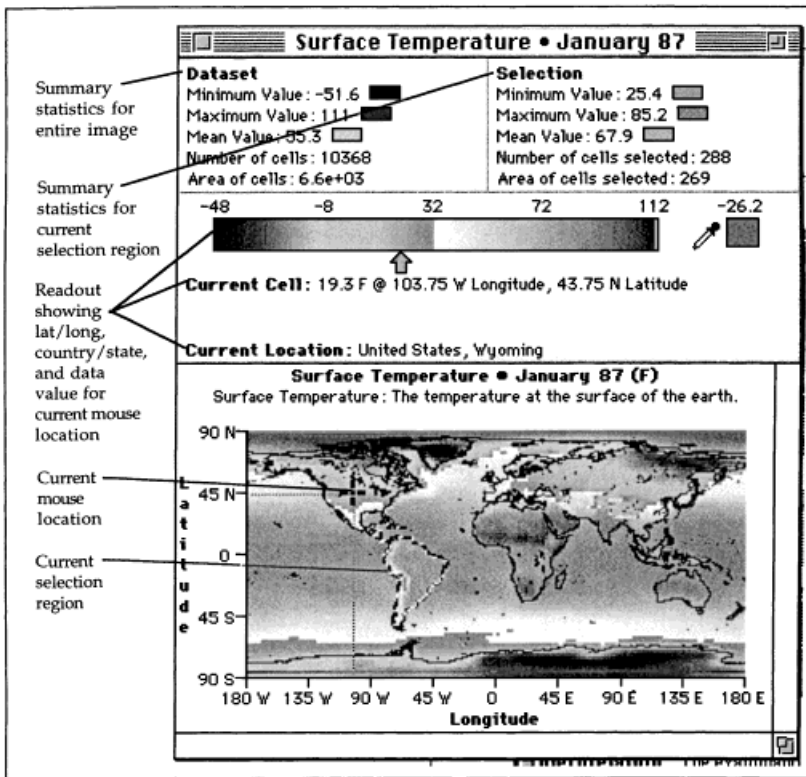 Surface Temperature • January 87
Summary
statistics for
entire image
Summary
statistics for
current
selection region
Readout
showing
lat/long,
country/state,
and data
value for
current mouse
location
Current
mouse
location
Current
selection
region
Dataset
Minimum Value: -51.6
Maximum Value: 111
Mean Value: 55.3
Number of cells: 10368
Area of cells: 6.6e+03
Selection
Minimum Value: 25.4
Maximum Value: 85.2
Mean Value: 67.9
Number of cells selected: 288
Area of cells selected: 269
-48 -8 32 72 112 -26.2
Current Cell: 19.3 F @ 103.75 W Longitude, 43.75 N Latitude
Current Location: United States, Wyoming
Surface Temperature • January 87 (F)
Surface Temperature: The temperature at the surface of the earth.
Latitude
90 N
45 N
0
45 S
90 S
180 W 135 W 90 W 45 W 0 45 E 90 E 135 E 180 E
Longitude